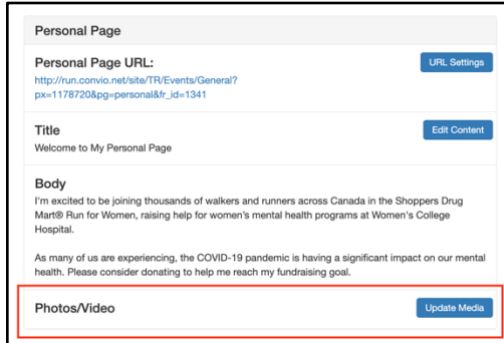 Personal Page
Personal Page URL:
URL Settings
http://run.convio.net/site/TR/Events/General?
px=1178720&pg=personal&fr_id=1341
Title
Edit Content
Welcome to My Personal Page
Body
I'm excited to be joining thousands of walkers and runners across Canada in the Shoppers Drug
Mart® Run for Women, raising help for women's mental health programs at Women's College
Hospital.
As many of us are experiencing, the COVID-19 pandemic is having a significant impact on our mental
health. Please consider donating to help me reach my fundraising goal.
Photos/Video
Update Media